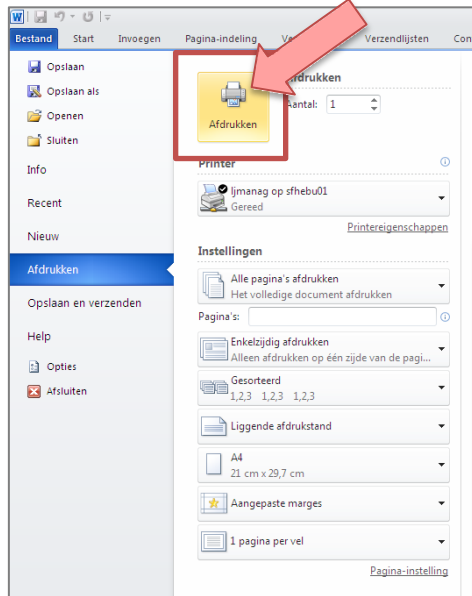 Bestand Start Invoegen Pagina-indeling Verzendlijsten
Opslaan
Opslaan als
Openen
Sluiten
Info
Recent
Nieuw
Afdrukken
Opslaan en verzenden
Help
Opties
Afsluiten
Afdrukken
Aantal: 1
Afdrukken
Printer
ljmanag op sfhebu01
Gereed
Printereigenschappen
Instellingen
Alle pagina's afdrukken
Het volledige document afdrukken
Pagina's:
Enkelzijdig afdrukken
Alleen afdrukken op één zijde van de pagi...
Gesorteerd
1,2,3 1,2,3 1,2,3
Liggende afdrukstand
A4
21 cm x 29,7 cm
Aangepaste marges
1 pagina per vel
Pagina-instelling